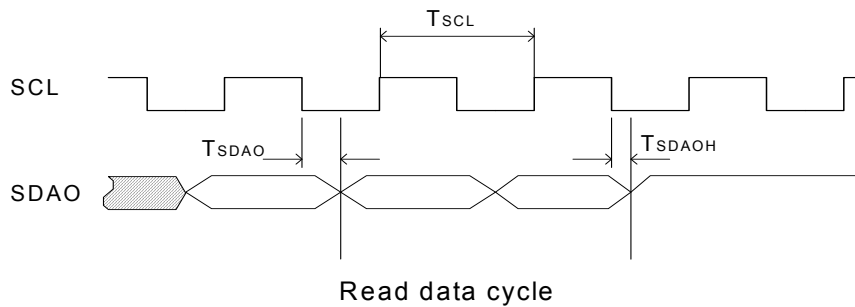 TSCL
SCL
TSDAO
TSDAOH
SDAO
Read data cycle